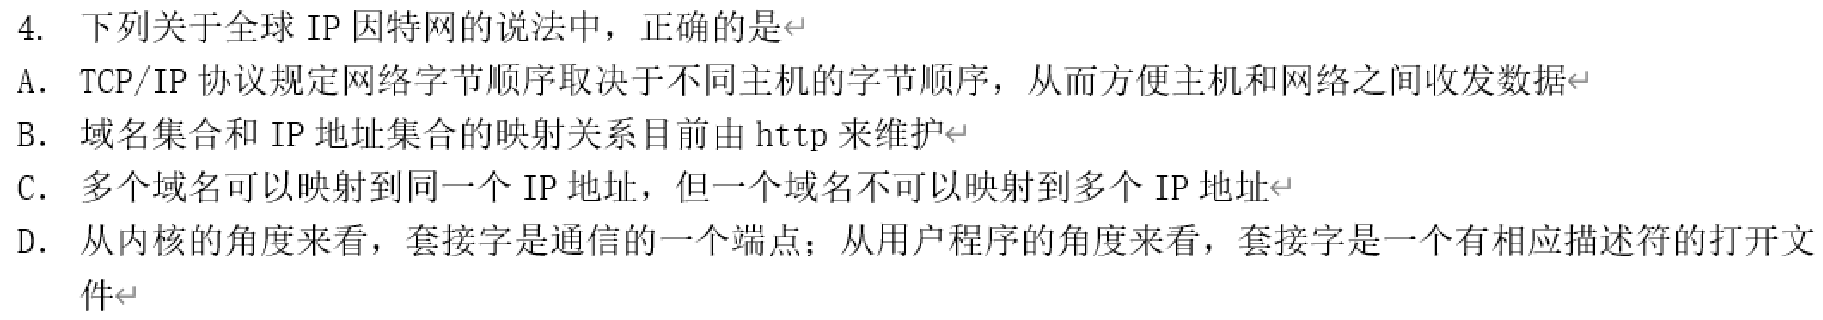 4. 下列关于全球 IP 因特网的说法中，正确的是↵
A. TCP/IP 协议规定网络字节顺序取决于不同主机的字节顺序，从而方便主机和网络之间收发数据↵
B. 域名集合和 IP 地址集合的映射关系目前由 http 来维护↵
C. 多个域名可以映射到同一个 IP 地址，但一个域名不可以映射到多个 IP 地址↵
D. 从内核的角度来看，套接字是通信的一个端点；从用户程序的角度来看，套接字是一个有相应描述符的打开文
件↵